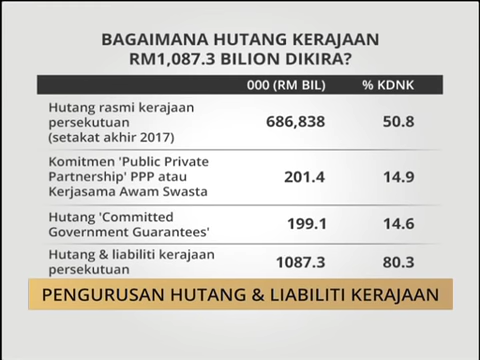 BAGAIMANA HUTANG KERAJAAN
RM1,087.3 BILION DIKIRA?
000 (RM BIL) % KDNK
Hutang rasmi kerajaan
persekutuan
(setakat akhir 2017)
686,838 50.8
Komitmen 'Public Private
Partnership' PPP atau
Kerjasama Awam Swasta
201.4 14.9
Hutang 'Committed
Government Guarantees'
199.1 14.6
Hutang & liabiliti kerajaan
persekutuan
1087.3 80.3
PENGURUSAN HUTANG & LIABILITI KERAJAAN